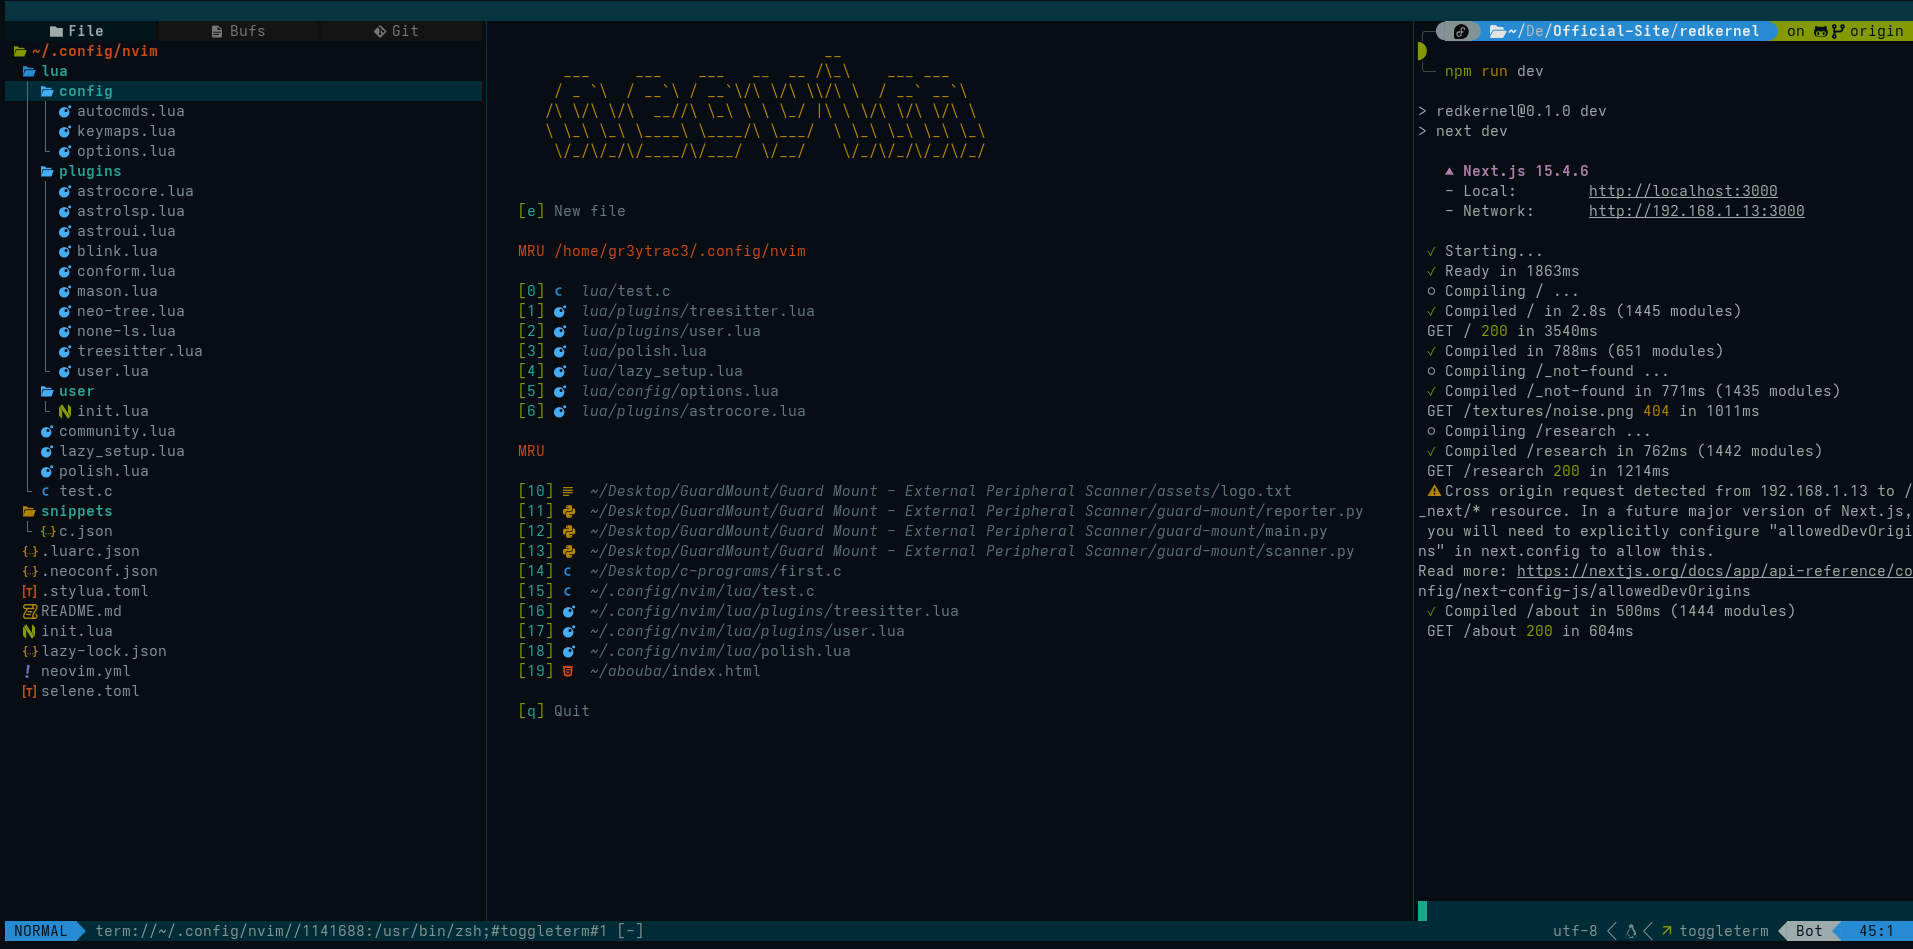 File Bufs Git
~/.config/nvim
lua
config
autocmds.lua
keymaps.lua
options.lua
plugins
astrocore.lua
astrolsp.lua
astroui.lua
blink.lua
conform.lua
mason.lua
neo-tree.lua
none-ls.lua
treesitter.lua
user.lua
user
init.lua
community.lua
lazy_setup.lua
polish.lua
test.c
snippets
c.json
.luarc.json
.neoconf.json
.stylua.toml
README.md
init.lua
lazy-lock.json
neovim.yml
selene.toml
neovim
[e] New file
MRU /home/gr3ytrac3/.config/nvim
[0] lua/test.c
[1] lua/plugins/treesitter.lua
[2] lua/plugins/user.lua
[3] lua/polish.lua
[4] lua/lazy_setup.lua
[5] lua/config/options.lua
[6] lua/plugins/astrocore.lua
MRU
[10] ~/Desktop/GuardMount/Guard Mount - External Peripheral Scanner/assets/logo.txt
[11] ~/Desktop/GuardMount/Guard Mount - External Peripheral Scanner/guard-mount/reporter.py
[12] ~/Desktop/GuardMount/Guard Mount - External Peripheral Scanner/guard-mount/main.py
[13] ~/Desktop/GuardMount/Guard Mount - External Peripheral Scanner/guard-mount/scanner.py
[14] ~/Desktop/c-programs/first.c
[15] ~/.config/nvim/lua/test.c
[16] ~/.config/nvim/lua/plugins/treesitter.lua
[17] ~/.config/nvim/lua/plugins/user.lua
[18] ~/.config/nvim/lua/polish.lua
[19] ~/abouba/index.html
[q] Quit
~/De/Official-Site/redkernel on origin
npm run dev
> redkernel@0.1.0 dev
> next dev
▲ Next.js 15.4.6
- Local: http://localhost:3000
- Network: http://192.168.1.13:3000
✓ Starting...
✓ Ready in 1863ms
○ Compiling / ...
✓ Compiled / in 2.8s (1445 modules)
GET / 200 in 3540ms
✓ Compiled in 788ms (651 modules)
○ Compiling /_not-found ...
✓ Compiled /_not-found in 771ms (1435 modules)
GET /textures/noise.png 404 in 1011ms
○ Compiling /research ...
✓ Compiled /research in 762ms (1442 modules)
GET /research 200 in 1214ms
⚠ Cross origin request detected from 192.168.1.13 to /
_next/* resource. In a future major version of Next.js,
you will need to explicitly configure "allowedDevOrigi
ns" in next.config to allow this.
Read more: https://nextjs.org/docs/app/api-reference/co
nfig/next-config-js/allowedDevOrigins
✓ Compiled /about in 500ms (1444 modules)
GET /about 200 in 604ms
NORMAL term://~/.config/nvim//1141688:/usr/bin/zsh;#toggleterm#1 [-] utf-8 toggleterm Bot 45:1